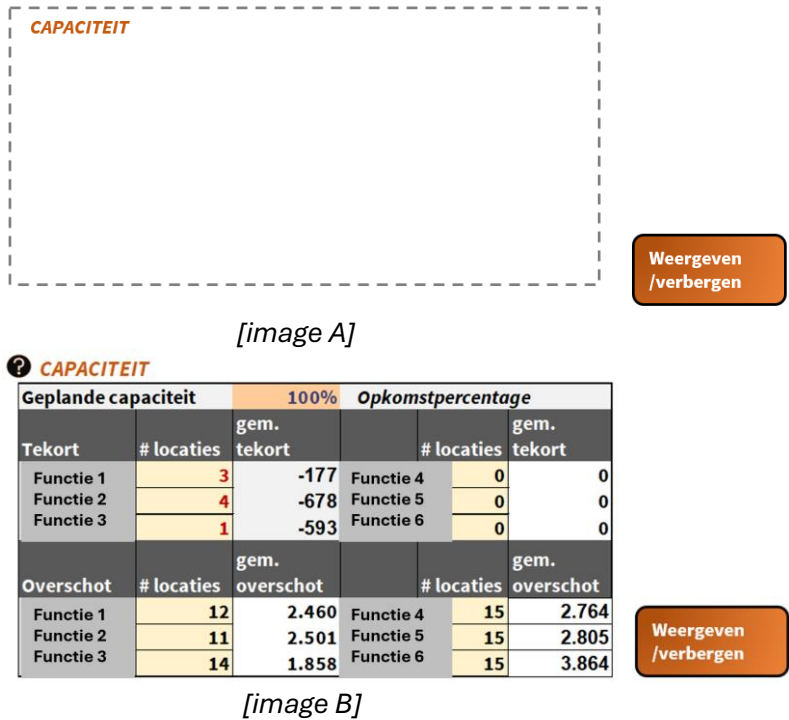 CAPACITEIT
Weergeven
/verbergen
[image A]
? CAPACITEIT
Geplande capaciteit 100% Opkomstpercentage
gem. gem.
Tekort # locaties tekort # locaties tekort
Functie 1 3 -177 Functie 4 0 0
Functie 2 4 -678 Functie 5 0 0
Functie 3 1 -593 Functie 6 0 0
gem. gem.
Overschot # locaties overschot # locaties overschot
Functie 1 12 2.460 Functie 4 15 2.764
Functie 2 11 2.501 Functie 5 15 2.805
Functie 3 14 1.858 Functie 6 15 3.864
Weergeven
/verbergen
[image B]